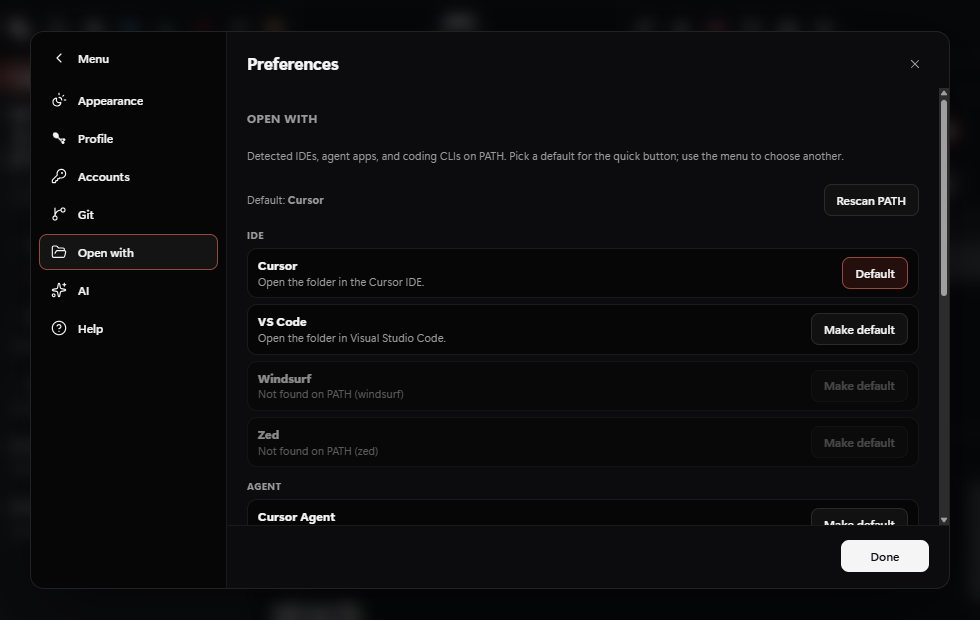 Menu
Appearance
Profile
Accounts
Git
Open with
AI
Help
Preferences
OPEN WITH
Detected IDEs, agent apps, and coding CLIs on PATH. Pick a default for the quick button; use the menu to choose another.
Default: Cursor
Rescan PATH
IDE
Cursor
Open the folder in the Cursor IDE.
Default
VS Code
Open the folder in Visual Studio Code.
Make default
Windsurf
Not found on PATH (windsurf)
Make default
Zed
Not found on PATH (zed)
Make default
AGENT
Cursor Agent
Make default
Done